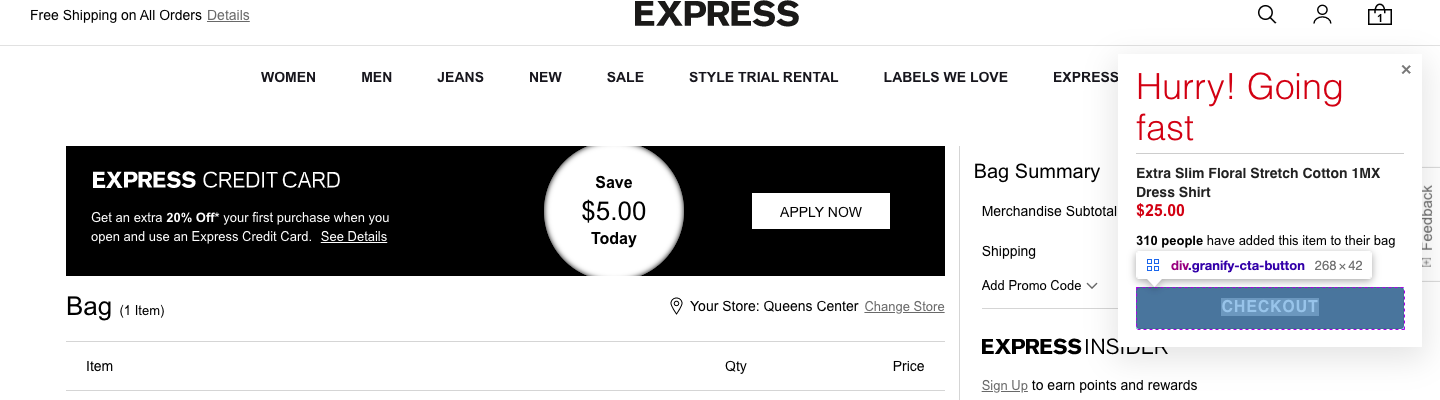 Free Shipping on All Orders Details
EXPRESS
1
WOMEN
MEN
JEANS
NEW
SALE
STYLE TRIAL RENTAL
LABELS WE LOVE
EXPRESS
EXPRESS CREDIT CARD
Get an extra 20% Off* your first purchase when you
open and use an Express Credit Card. See Details
Save
$5.00
Today
APPLY NOW
Bag (1 Item)
Your Store: Queens Center Change Store
Item
Qty
Price
Bag Summary
Merchandise Subtotal
Shipping
Add Promo Code
EXPRESS INSIDER
Sign Up to earn points and rewards
×
Hurry! Going
fast
Extra Slim Floral Stretch Cotton 1MX
Dress Shirt
$25.00
310 people have added this item to their bag
div.granify-cta-button 268 × 42
CHECKOUT
Feedback